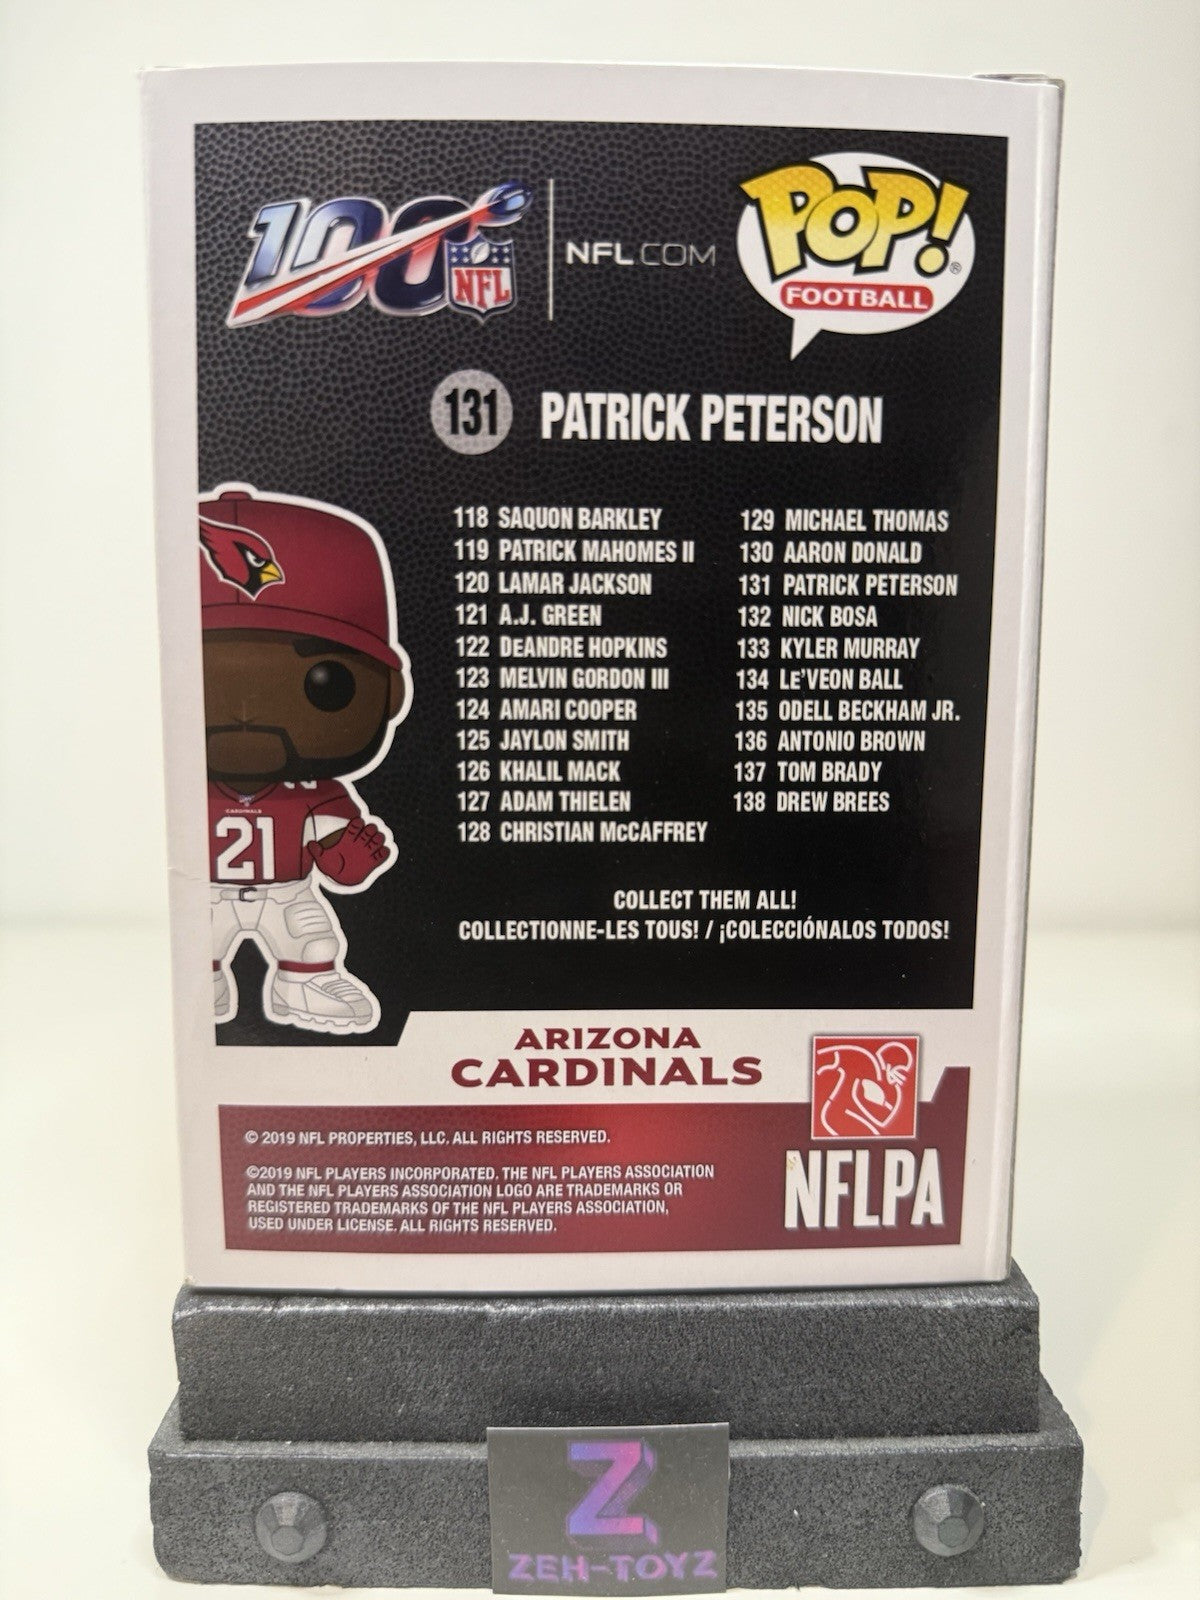 100
NFL
NFL.COM
POP!®
FOOTBALL
131 PATRICK PETERSON
118 SAQUON BARKLEY
119 PATRICK MAHOMES II
120 LAMAR JACKSON
121 A.J. GREEN
122 DeANDRE HOPKINS
123 MELVIN GORDON III
124 AMARI COOPER
125 JAYLON SMITH
126 KHALIL MACK
127 ADAM THIELEN
128 CHRISTIAN McCAFFREY
129 MICHAEL THOMAS
130 AARON DONALD
131 PATRICK PETERSON
132 NICK BOSA
133 KYLER MURRAY
134 Le'VEON BALL
135 ODELL BECKHAM JR.
136 ANTONIO BROWN
137 TOM BRADY
138 DREW BREES
CARDINALS
21
COLLECT THEM ALL!
COLLECTIONNE-LES TOUS! / ¡COLECCIÓNALOS TODOS!
ARIZONA
CARDINALS
© 2019 NFL PROPERTIES, LLC. ALL RIGHTS RESERVED.
©2019 NFL PLAYERS INCORPORATED. THE NFL PLAYERS ASSOCIATION
AND THE NFL PLAYERS ASSOCIATION LOGO ARE TRADEMARKS OR
REGISTERED TRADEMARKS OF THE NFL PLAYERS ASSOCIATION,
USED UNDER LICENSE. ALL RIGHTS RESERVED.
NFLPA
Z
ZEH-TOYZ